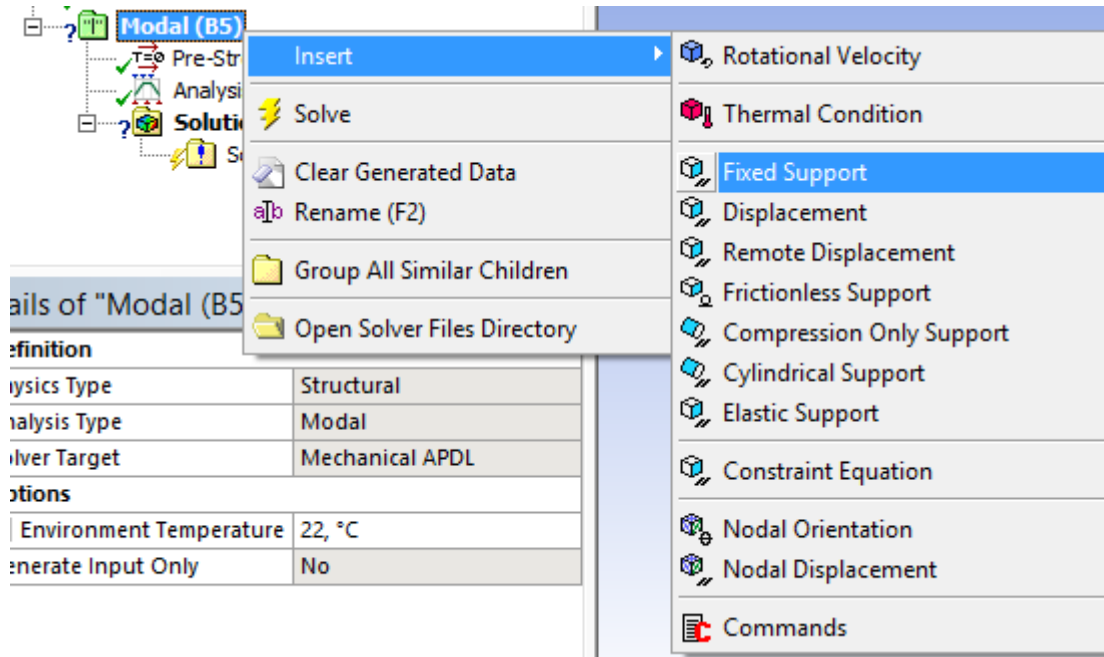 Modal (B5)
Pre-Str
Analysi
Soluti
S
Insert
Solve
Clear Generated Data
Rename (F2)
Group All Similar Children
Open Solver Files Directory
Rotational Velocity
Thermal Condition
Fixed Support
Displacement
Remote Displacement
Frictionless Support
Compression Only Support
Cylindrical Support
Elastic Support
Constraint Equation
Nodal Orientation
Nodal Displacement
Commands
ails of "Modal (B5
efinition
ysics Type Structural
nalysis Type Modal
lver Target Mechanical APDL
ptions
Environment Temperature 22, °C
enerate Input Only No